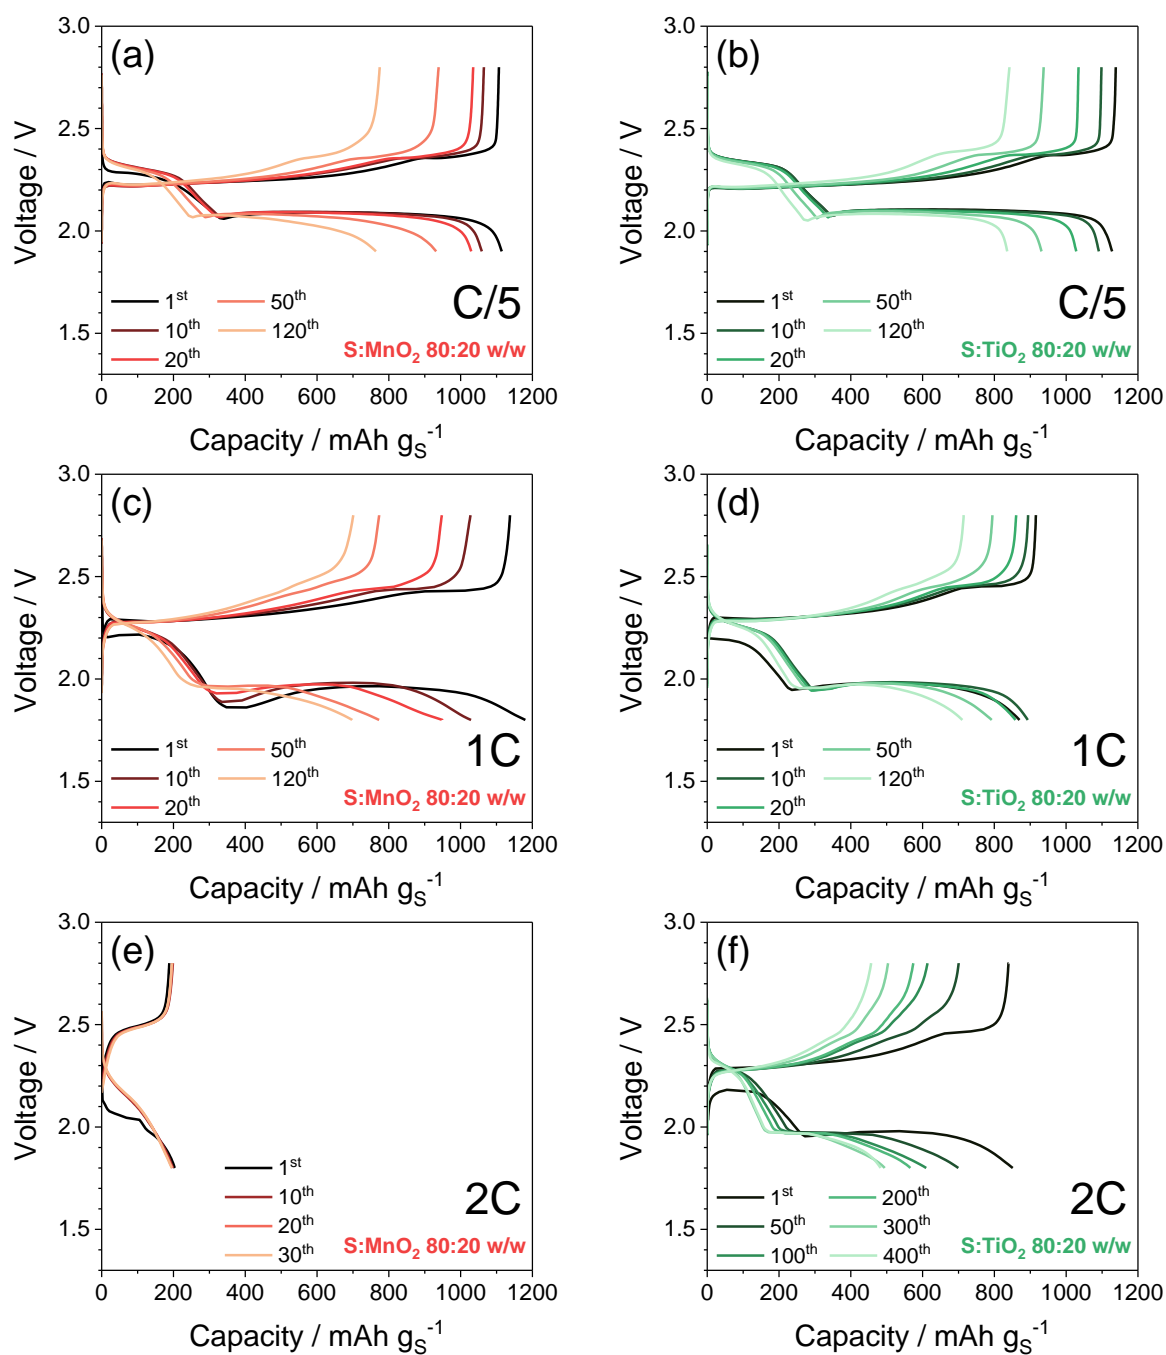 (a)
3.0
2.5
2.0
1.5
Voltage / V
1st 50th
10th 120th
20th
C/5
S:MnO2 80:20 w/w
0 200 400 600 800 1000 1200
Capacity / mAh gS-1
(b)
3.0
2.5
2.0
1.5
Voltage / V
1st 50th
10th 120th
20th
C/5
S:TiO2 80:20 w/w
0 200 400 600 800 1000 1200
Capacity / mAh gS-1
(c)
3.0
2.5
2.0
1.5
Voltage / V
1st 50th
10th 120th
20th
1C
S:MnO2 80:20 w/w
0 200 400 600 800 1000 1200
Capacity / mAh gS-1
(d)
3.0
2.5
2.0
1.5
Voltage / V
1st 50th
10th 120th
20th
1C
S:TiO2 80:20 w/w
0 200 400 600 800 1000 1200
Capacity / mAh gS-1
(e)
3.0
2.5
2.0
1.5
Voltage / V
1st
10th
20th
30th
2C
S:MnO2 80:20 w/w
0 200 400 600 800 1000 1200
Capacity / mAh gS-1
(f)
3.0
2.5
2.0
1.5
Voltage / V
1st 200th
50th 300th
100th 400th
2C
S:TiO2 80:20 w/w
0 200 400 600 800 1000 1200
Capacity / mAh gS-1